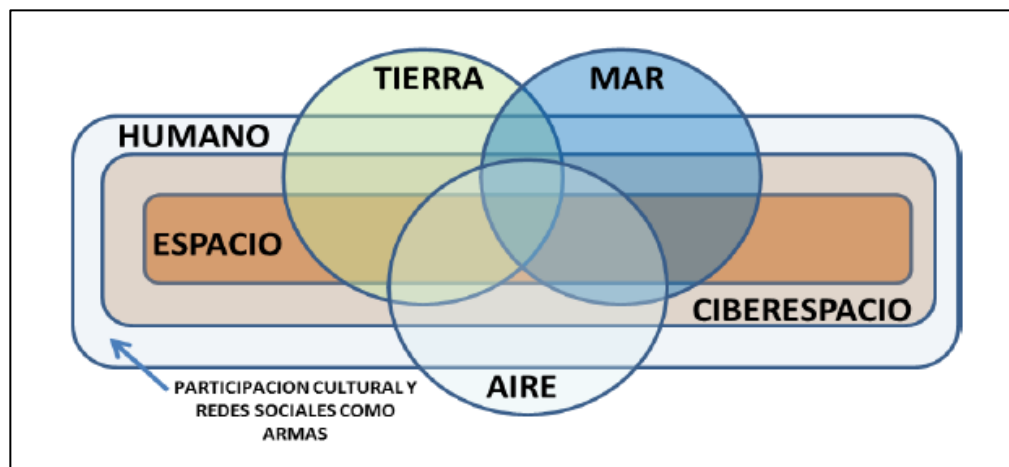 TIERRA
MAR
HUMANO
ESPACIO
CIBERESPACIO
AIRE
PARTICIPACION CULTURAL Y
REDES SOCIALES COMO
ARMAS